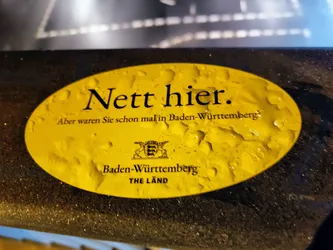 Nett hier.
Aber waren Sie schon mal in Baden-Württemberg?
Baden-Württemberg
THE LÄND